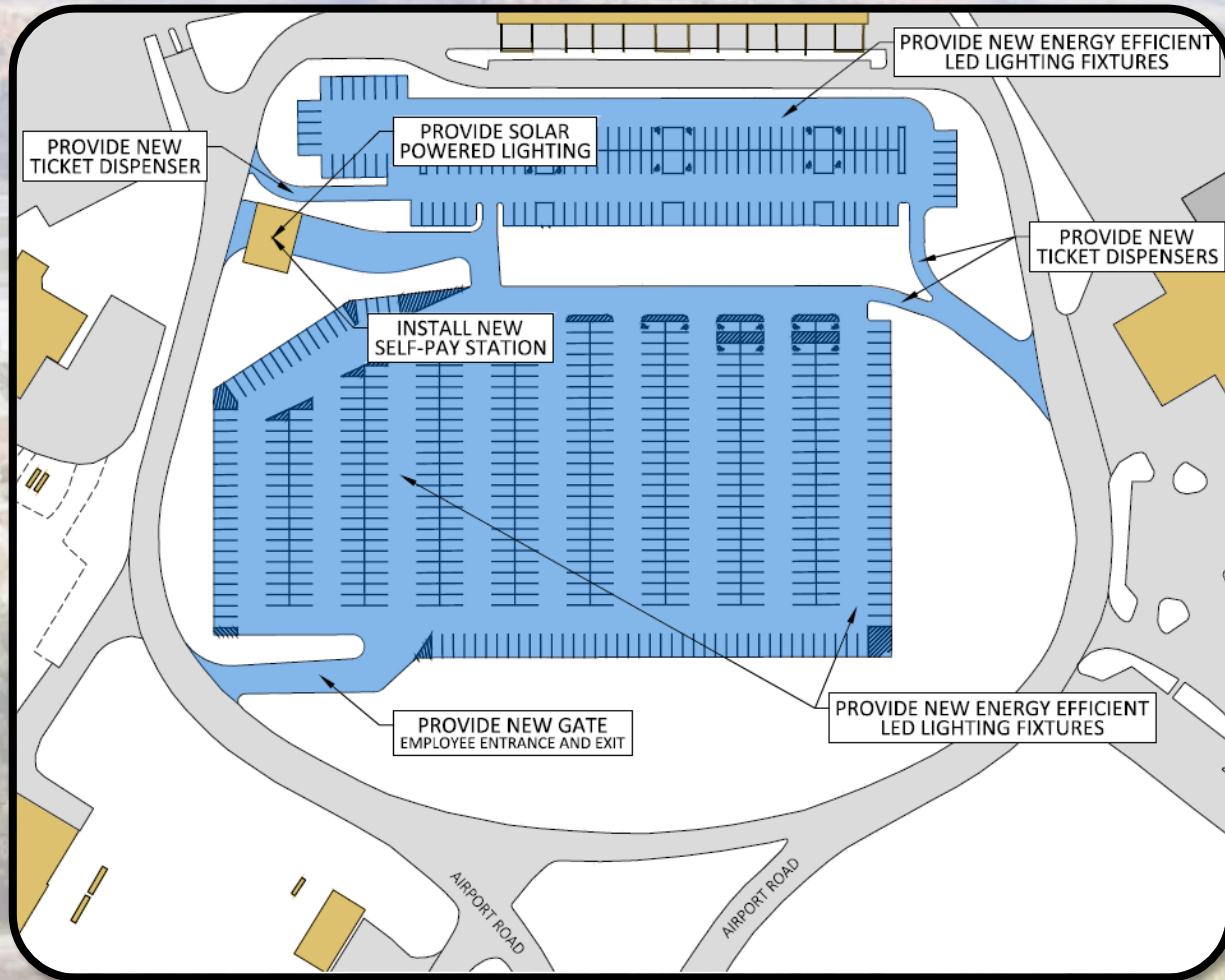 PROVIDE NEW ENERGY EFFICIENT
LED LIGHTING FIXTURES
PROVIDE NEW
TICKET DISPENSER
PROVIDE SOLAR
POWERED LIGHTING
PROVIDE NEW
TICKET DISPENSERS
INSTALL NEW
SELF-PAY STATION
PROVIDE NEW ENERGY EFFICIENT
LED LIGHTING FIXTURES
PROVIDE NEW GATE
EMPLOYEE ENTRANCE AND EXIT
AIRPORT ROAD
AIRPORT ROAD